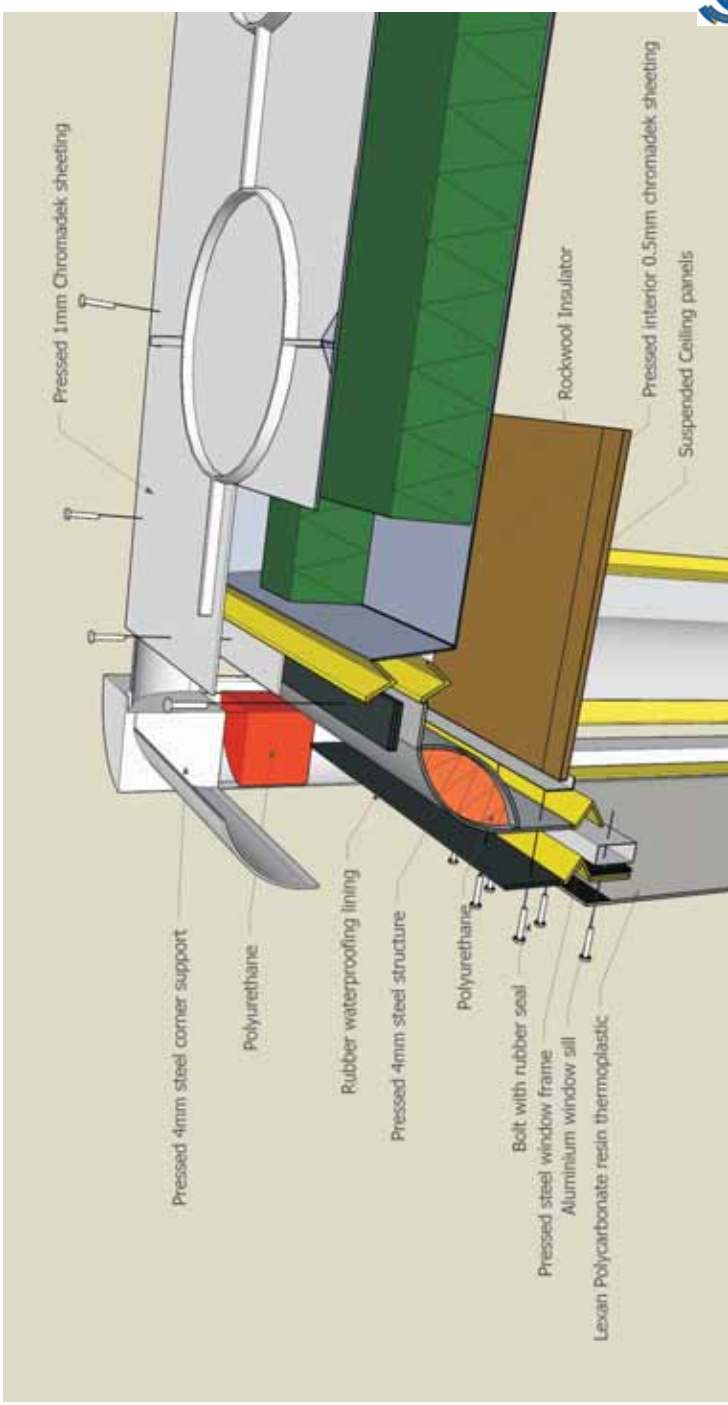 Pressed 1mm Chromadek sheeting
Rockwool Insulator
Pressed interior 0.5mm chromadek sheeting
Suspended Ceiling panels
Pressed 4mm steel corner support
Polyurethane
Rubber waterproofing lining
Pressed 4mm steel structure
Polyurethane
Bolt with rubber seal
Pressed steel window frame
Aluminium window sill
Lexan Polycarbonate resin thermoplastic